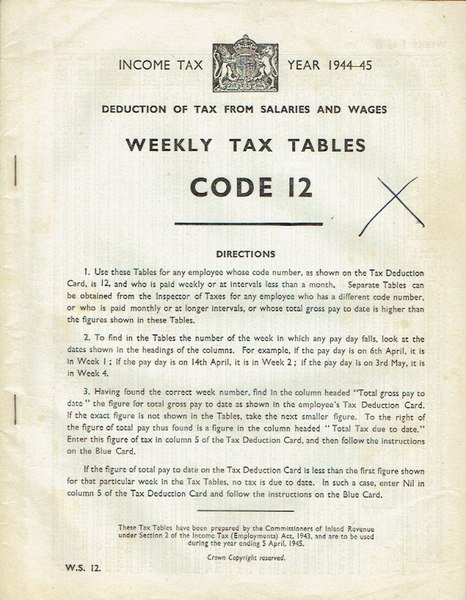 INCOME TAX YEAR 1944-45
DEDUCTION OF TAX FROM SALARIES AND WAGES
WEEKLY TAX TABLES
CODE 12
DIRECTIONS
1. Use these Tables for any employee whose code number, as shown on the Tax Deduction
Card, is 12, and who is paid weekly or at intervals less than a month. Separate Tables can
be obtained from the Inspector of Taxes for any employee who has a different code number,
or who is paid monthly or at longer intervals, or whose total gross pay to date is higher than
the figures shown in these Tables.
2. To find in the Tables the number of the week in which any pay day falls, look at the
dates shown in the headings of the columns. For example, if the pay day is on 6th April, it is
in Week 1; if the pay day is on 14th April, it is in Week 2; if the pay day is on 3rd May, it is
in Week 4.
3. Having found the correct week number, find in the column headed "Total gross pay to
date" the figure for total gross pay to date as shown in the employee's Tax Deduction Card.
If the exact figure is not shown in the Tables, take the next smaller figure. To the right of
the figure of total pay thus found is a figure in the column headed "Total Tax due to date."
Enter this figure of tax in column 5 of the Tax Deduction Card, and then follow the instructions
on the Blue Card.
If the figure of total pay to date on the Tax Deduction Card is less than the first figure shown
for that particular week in the Tax Tables, no tax is due to date. In such a case, enter Nil in
column 5 of the Tax Deduction Card and follow the instructions on the Blue Card.
These Tax Tables have been prepared by the Commissioners of Inland Revenue
under Section 2 of the Income Tax (Employments) Act, 1943, and are to be used
during the year ending 5 April, 1945.
Crown Copyright reserved.
W.S. 12.